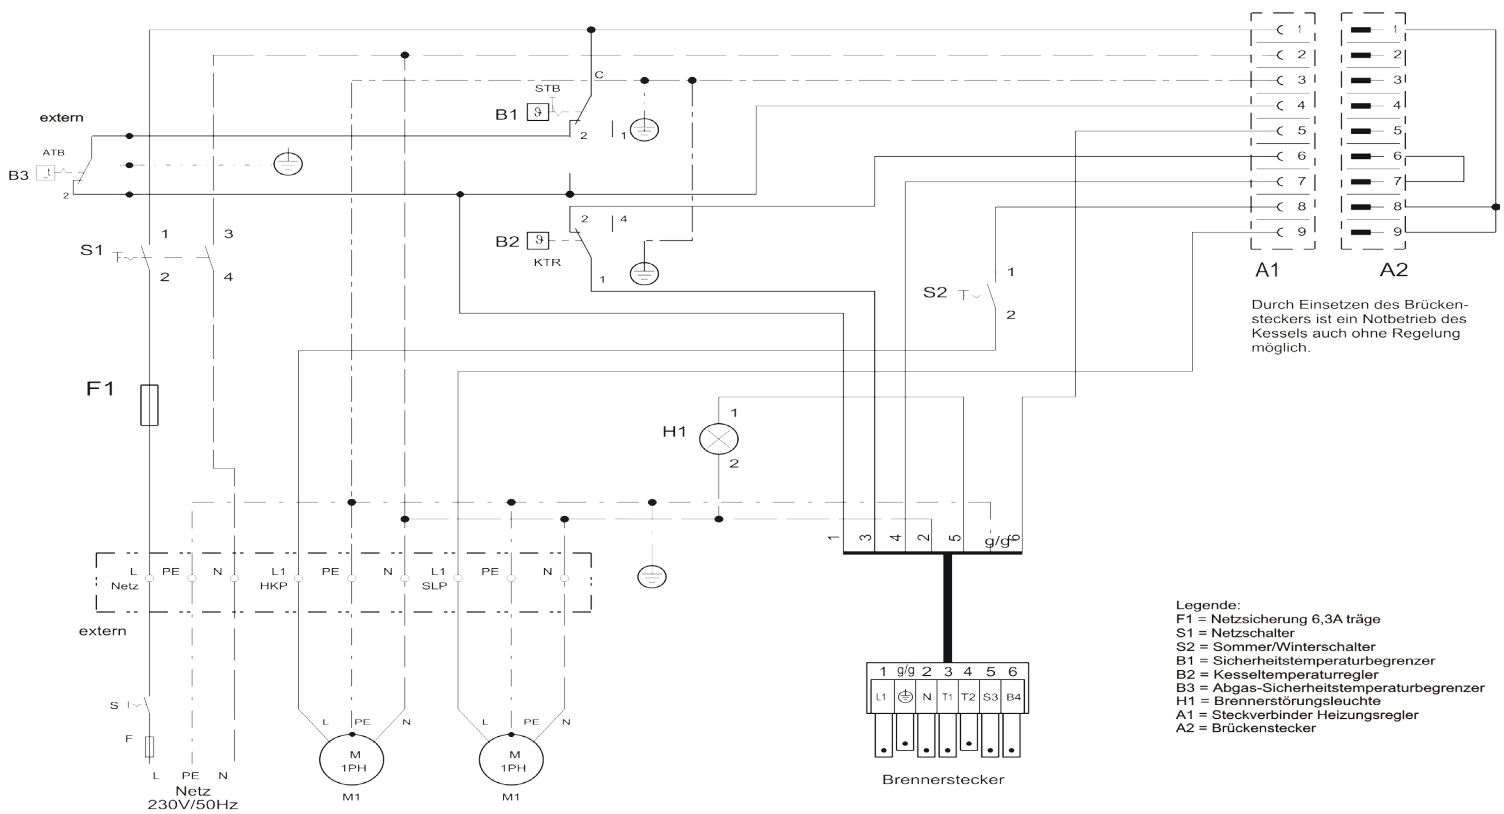 1 1
2 2
3 3
4 4
5 5
6 6
7 7
8 8
9 9
A1 A2
Durch Einsetzen des Brücken-
steckers ist ein Notbetrieb des
Kessels auch ohne Regelung
möglich.
C
STB
B1 ϑ
2 1
extern
ATB
B3 t
2
2 4
B2 ϑ
KTR
1
1 3
S1
2 4
1
S2
2
F1
1
H1
2
1 3 4 2 5 g/g 6
L PE N L1 PE N L1 PE N
Netz HKP SLP
extern
S
F
L PE N
Netz
230V/50Hz
L PE N
M
1PH
M1
L PE N
M
1PH
M1
1 g/g 2 3 4 5 6
L1 N T1 T2 S3 B4
Brennerstecker
Legende:
F1 = Netzsicherung 6,3A träge
S1 = Netzschalter
S2 = Sommer/Winterschalter
B1 = Sicherheitstemperaturbegrenzer
B2 = Kesseltemperaturregler
B3 = Abgas-Sicherheitstemperaturbegrenzer
H1 = Brennerstörungsleuchte
A1 = Steckverbinder Heizungsregler
A2 = Brückenstecker